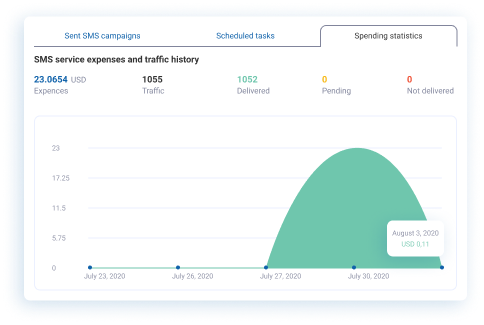 Sent SMS campaigns Scheduled tasks Spending statistics
SMS service expenses and traffic history
23.0654 USD 1055 1052 0 0
Expences Traffic Delivered Pending Not delivered
23
17.25
11.5
5.75
0
August 3, 2020
USD 0,11
July 23, 2020 July 26, 2020 July 27, 2020 July 30, 2020